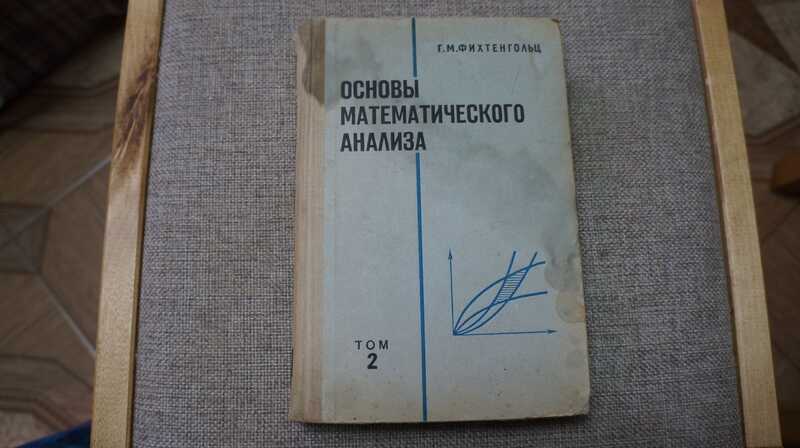 Г. М. ФИХТЕНГОЛЬЦ
ОСНОВЫ
МАТЕМАТИЧЕСКОГО
АНАЛИЗА
ТОМ
2